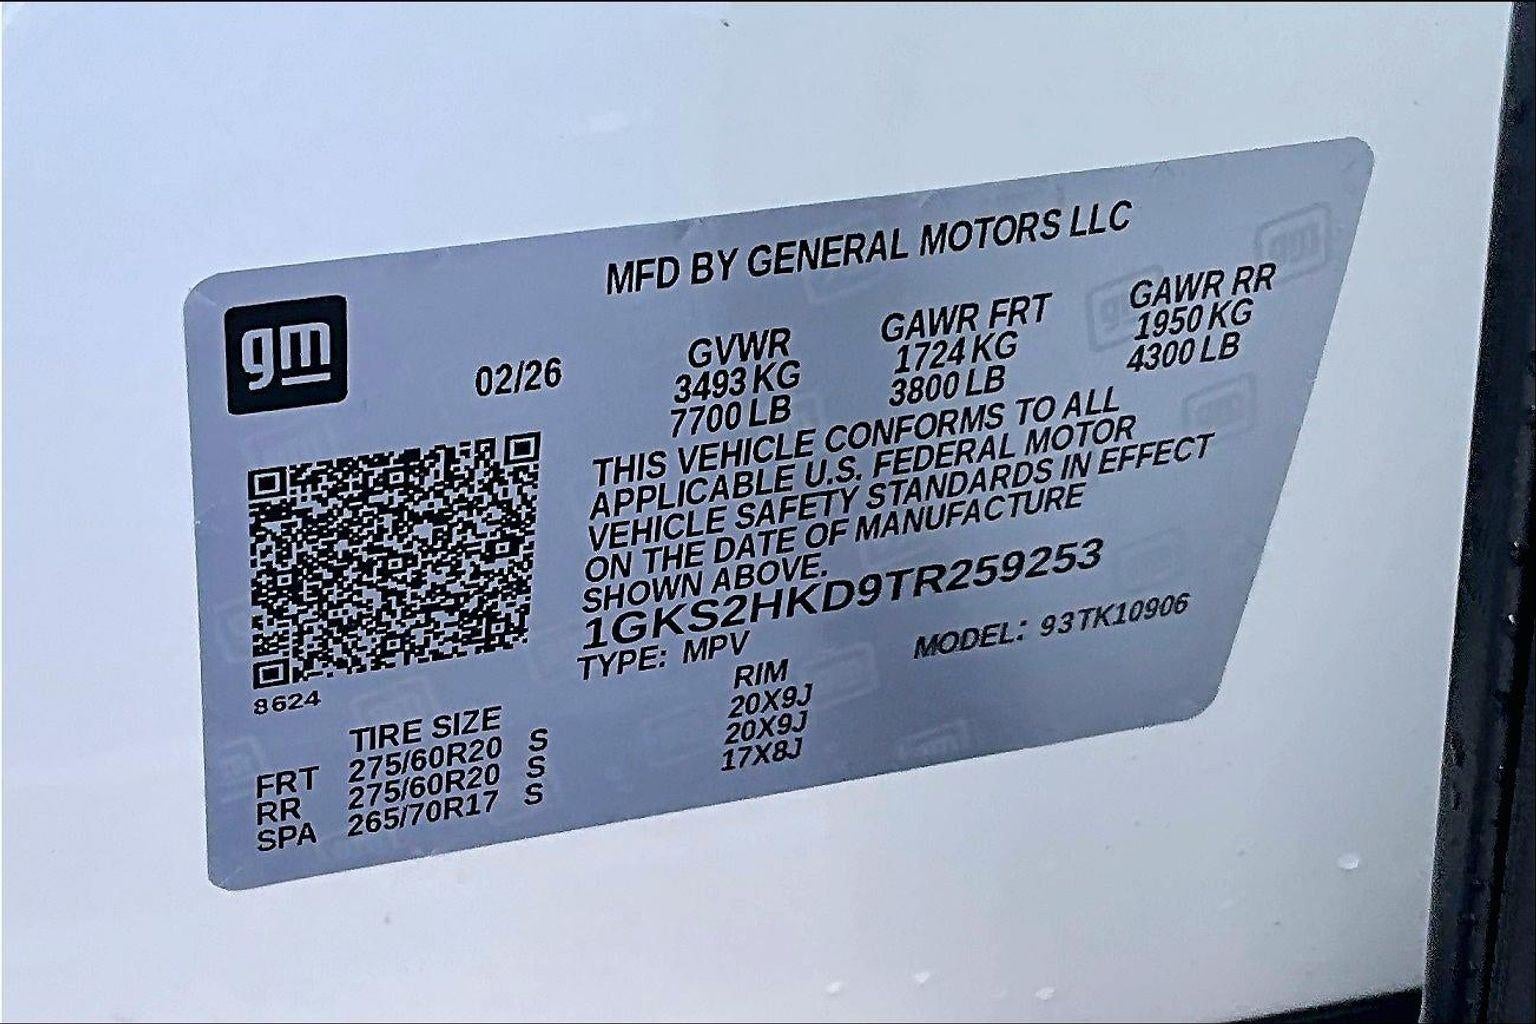 MFD BY GENERAL MOTORS LLC
gm
02/26
GVWR GAWR FRT GAWR RR
3493 KG 1724 KG 1950 KG
7700 LB 3800 LB 4300 LB
THIS VEHICLE CONFORMS TO ALL
APPLICABLE U.S. FEDERAL MOTOR
VEHICLE SAFETY STANDARDS IN EFFECT
ON THE DATE OF MANUFACTURE
SHOWN ABOVE.
1GKS2HKD9TR259253
TYPE: MPV MODEL: 93TK10906
8624
TIRE SIZE RIM
FRT 275/60R20 S 20X9J
RR 275/60R20 S 20X9J
SPA 265/70R17 S 17X8J